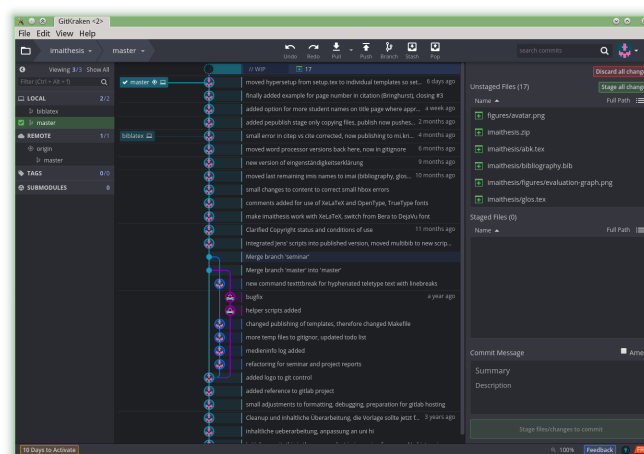 GitKraken <2>
File Edit View Help
imaithesis
master
Undo
Redo
Pull
Push
Branch
Stash
Pop
search commits
Viewing 3/3 Show All
Filter (Ctrl + Alt + f)
LOCAL 2/2
biblatex
master
REMOTE 1/1
origin
master
TAGS 0/0
SUBMODULES 0
// WIP 17
master
moved hypersetup from setup.tex to individual templates so set... 6 days ago
finally added example for page number in citation (Bringhurst), closing #3
added option for more student names on title page where appr... a week ago
added pepublish stage only copying files, publish now pushes... 2 months ago
biblatex
small error in citep vs cite corrected, now publishing to mi.kri... 4 months ago
moved word processor versions back here, now in gitignore 6 months ago
new version of eigenständigkeitserklärung 9 months ago
moved last remaining imis names to imai (bibliography, glos... 10 months ago
small changes to content to correct small hbox errors
comments added for use of XeLaTeX and OpenType, TrueType fonts
make imaithesis work with XeLaTeX, switch from Bera to DejaVu font
Clarified Copyright status and conditions of use 11 months ago
integrated Jens' scripts into published version, moved multibib to new scrip...
Merge branch 'seminar'
Merge branch 'master' into 'master'
new command textttbreak for hyphenated teletype text with linebreaks
bugfix a year ago
helper scripts added
changed publishing of templates, therefore changed Makefile
more temp files to gitignor, updated todo list
medieninfo log added
refactoring for seminar and project reports
added logo to git control
added reference to gitlab project
small adjustments to formatting, debugging, preparation for gitlab hosting
Cleanup und inhaltliche Überarbeitung, die Vorlage sollte jetzt f... 3 years ago
inhaltliche ueberarbeitung, anpassung an uni hi
Discard all change
Unstaged Files (17)
Stage all change
Name Full Path
figures/avatar.png
imaithesis.zip
imaithesis/abk.tex
imaithesis/bibliography.bib
imaithesis/figures/evaluation-graph.png
imaithesis/glos.tex
Staged Files (0)
Name Full Path
Commit Message Ame
Summary
Description
Stage files/changes to commit
10 Days to Activate
100%
Feedback